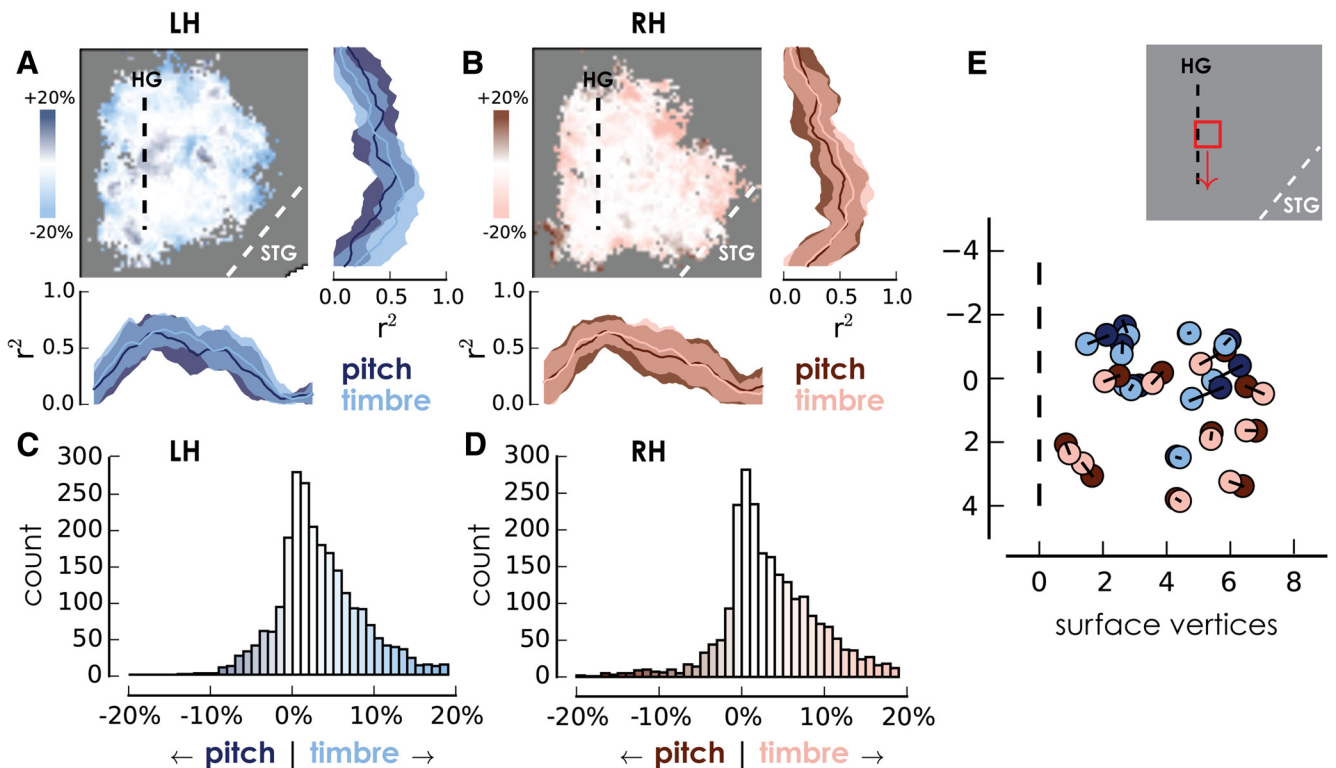 LH
RH
A
HG
+20%
-20%
STG
0.0 0.5 1.0
r²
1.0
r² 0.5
0.0
pitch
timbre
B
HG
+20%
-20%
STG
0.0 0.5 1.0
r²
1.0
r² 0.5
0.0
pitch
timbre
C
LH
300
250
200
150
100
50
0
count
-20% -10% 0% 10% 20%
← pitch | timbre →
D
RH
300
250
200
150
100
50
0
count
-20% -10% 0% 10% 20%
← pitch | timbre →
E
HG
STG
−4
−2
0
2
4
0 2 4 6 8
surface vertices